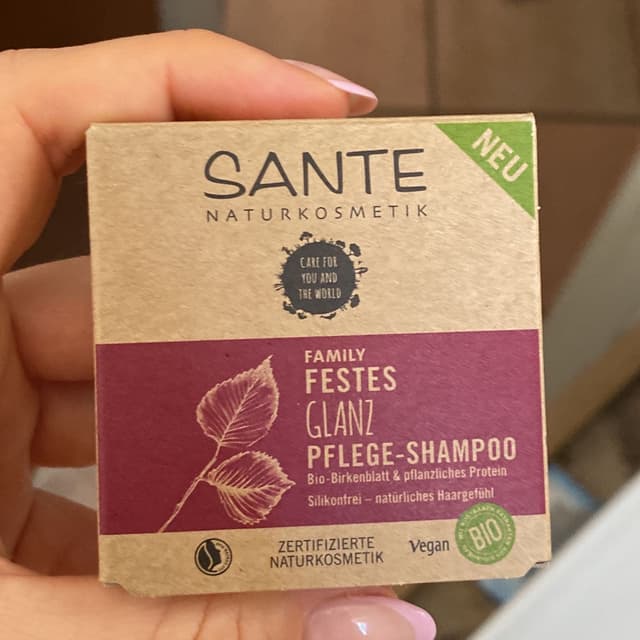 SANTE
NATURKOSMETIK
NEU
CARE FOR
YOU AND
THE WORLD
FAMILY
FESTES
GLANZ
PFLEGE-SHAMPOO
Bio-Birkenblatt & pflanzliches Protein
Silikonfrei – natürliches Haargefühl
ZERTIFIZIERTE
NATURKOSMETIK
Vegan
BIO